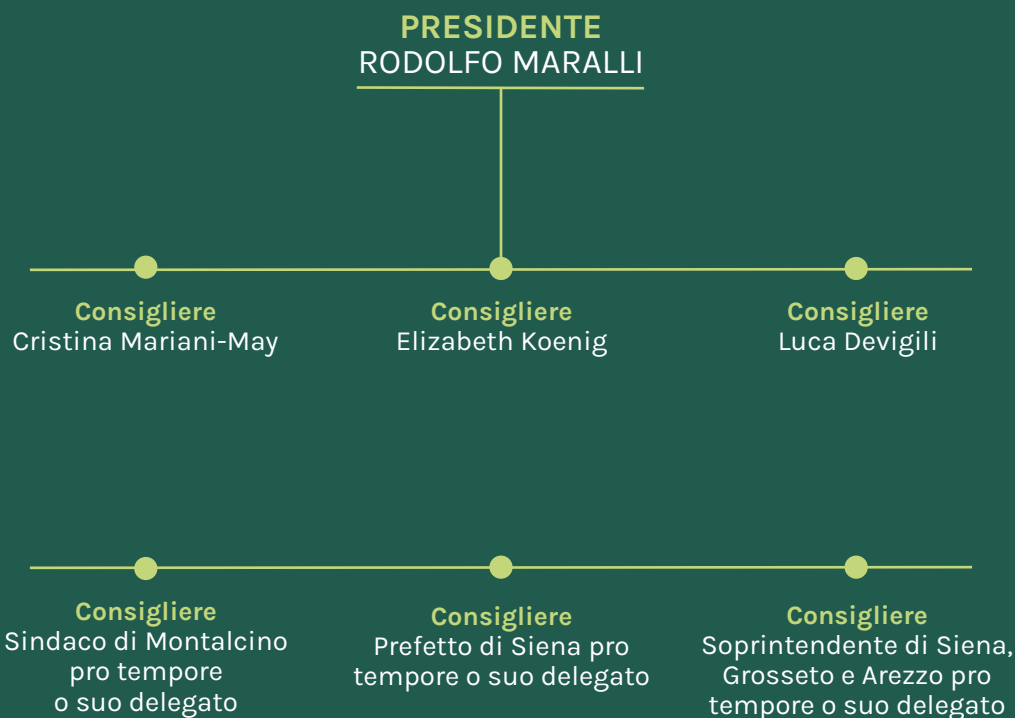 PRESIDENTE
RODOLFO MARALLI
Consigliere
Cristina Mariani-May
Consigliere
Elizabeth Koenig
Consigliere
Luca Devigili
Consigliere
Sindaco di Montalcino
pro tempore
o suo delegato
Consigliere
Prefetto di Siena pro
tempore o suo delegato
Consigliere
Soprintendente di Siena,
Grosseto e Arezzo pro
tempore o suo delegato